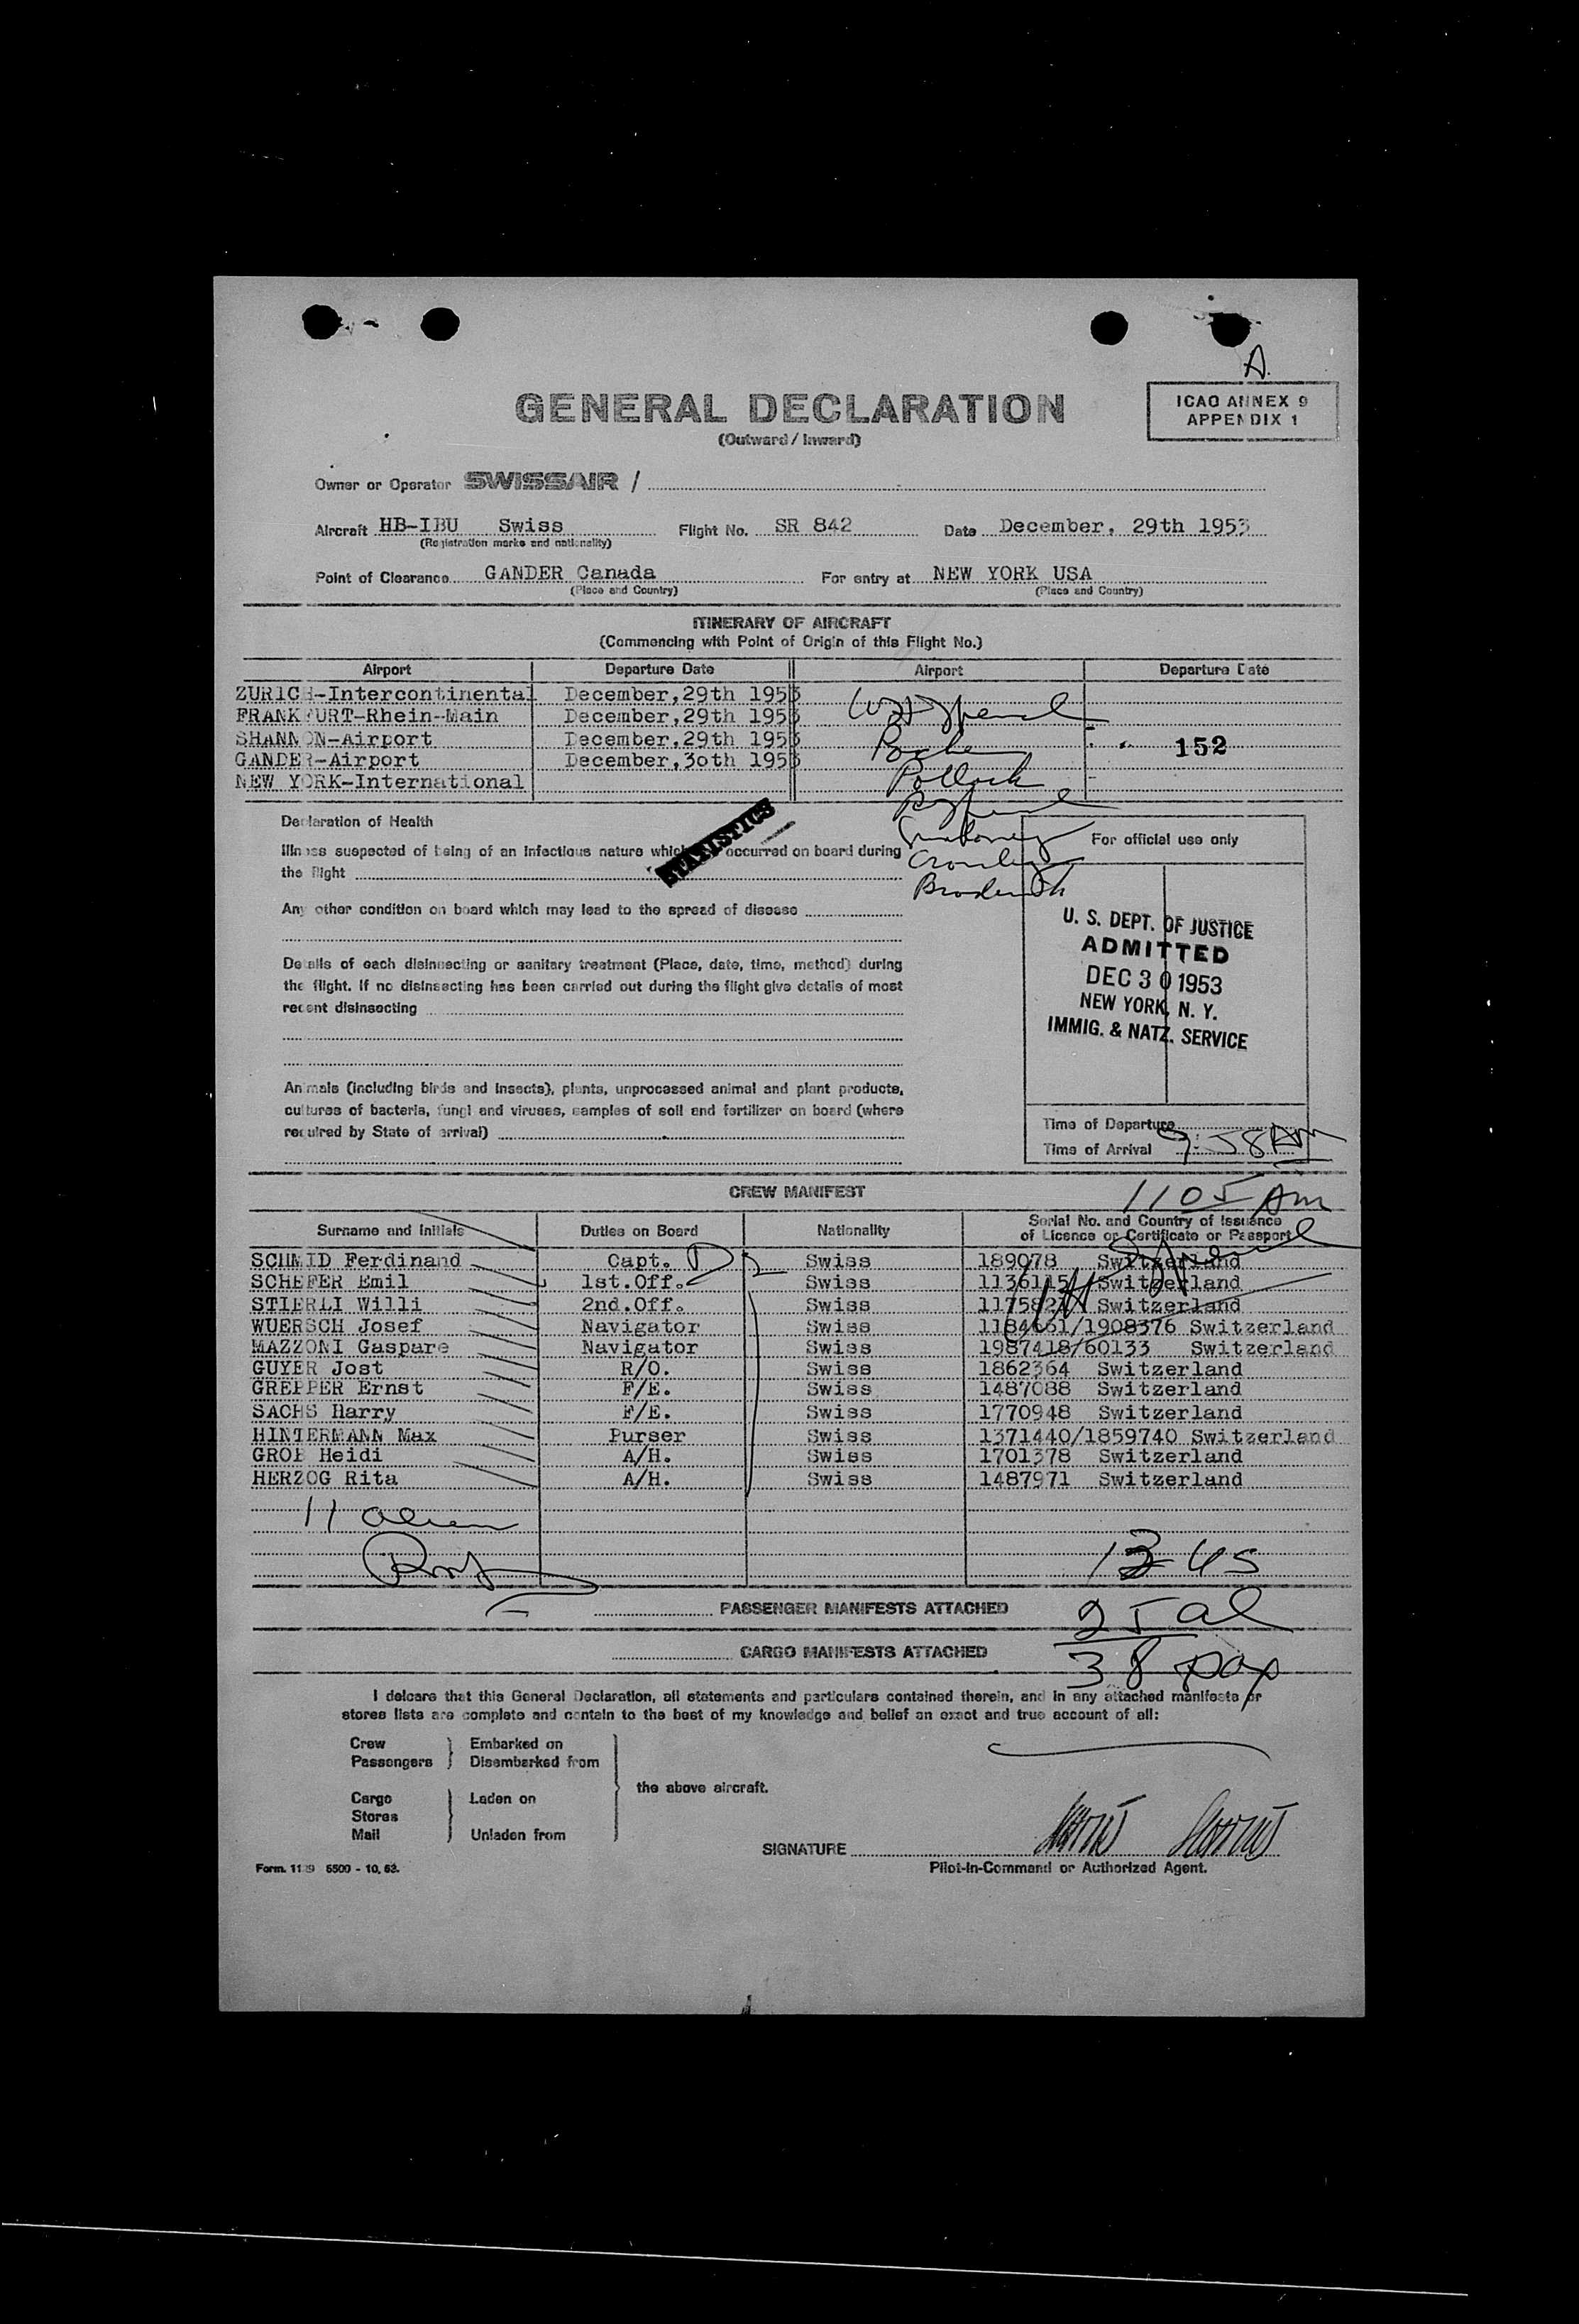 A.
GENERAL DECLARATION
(Outward / Inward)
ICAO ANNEX 9
APPENDIX 1
Owner or Operator SWISSAIR /
Aircraft HB-IBU Swiss Flight No. SR 842 Date December, 29th 1953
(Registration marks and nationality)
Point of Clearance GANDER Canada For entry at NEW YORK USA
(Place and Country) (Place and Country)
ITINERARY OF AIRCRAFT
(Commencing with Point of Origin of this Flight No.)
Airport Departure Date Airport Departure Date
ZURICH-Intercontinental December,29th 1953
FRANKFURT-Rhein-Main December,29th 1953
SHANNON-Airport December,29th 1953 152
GANDER-Airport December,30th 1953
NEW YORK-International Pollock
Mahoney
Crowley
Broderick
STATISTICS
Declaration of Health
Illness suspected of being of an infectious nature which occurred on board during
the flight
Any other condition on board which may lead to the spread of disease
Details of each disinsecting or sanitary treatment (Place, date, time, method) during
the flight. If no disinsecting has been carried out during the flight give details of most
recent disinsecting
Animals (including birds and insects), plants, unprocessed animal and plant products,
cultures of bacteria, fungi and viruses, samples of soil and fertilizer on board (where
required by State of arrival)
For official use only
U. S. DEPT. OF JUSTICE
ADMITTED
DEC 30 1953
NEW YORK, N. Y.
IMMIG. & NATZ. SERVICE
Time of Departure
Time of Arrival 9:58 AM
1105 Am
CREW MANIFEST
Surname and Initials Duties on Board Nationality Serial No. and Country of Issuance
of Licence or Certificate or Passport
SCHMID Ferdinand Capt. Swiss 189078 Switzerland
SCHEFER Emil 1st.Off. Swiss 1136115 Switzerland
STIERLI Willi 2nd.Off. Swiss Switzerland
WUERSCH Josef Navigator Swiss Switzerland
MAZZONI Gaspare Navigator Swiss 1987418/60133 Switzerland
GUYER Jost R/O. Swiss 1862364 Switzerland
GREPPER Ernst F/E. Swiss 1487088 Switzerland
SACHS Harry F/E. Swiss 1770948 Switzerland
HINTERMANN Max Purser Swiss 1371440/1859740 Switzerland
GROB Heidi A/H. Swiss 1701378 Switzerland
HERZOG Rita A/H. Swiss 1487971 Switzerland
11 alien
13 US
PASSENGER MANIFESTS ATTACHED 25 al
CARGO MANIFESTS ATTACHED 38 pax
I delcare that this General Declaration, all statements and particulars contained therein, and in any attached manifests or
stores lists are complete and contain to the best of my knowledge and belief an exact and true account of all:
Crew Embarked on
Passengers Disembarked from
the above aircraft.
Cargo Laden on
Stores
Mail Unladen from
SIGNATURE
Pilot-in-Command or Authorized Agent.
Form. 1139 5500 - 10. 53.